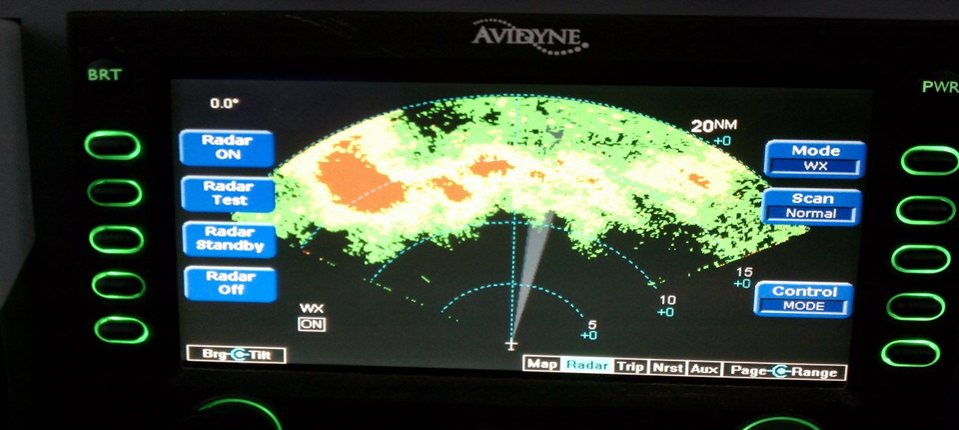 AVIDYNE
BRT
PWR
0.0°
20NM
+0
Radar
ON
Mode
WX
Radar
Test
Scan
Normal
Radar
Standby
Radar
Off
15
+0
Control
MODE
10
+0
WX
ON
5
+0
Brg Tilt
Map Radar Trip Nrst Aux Page Range